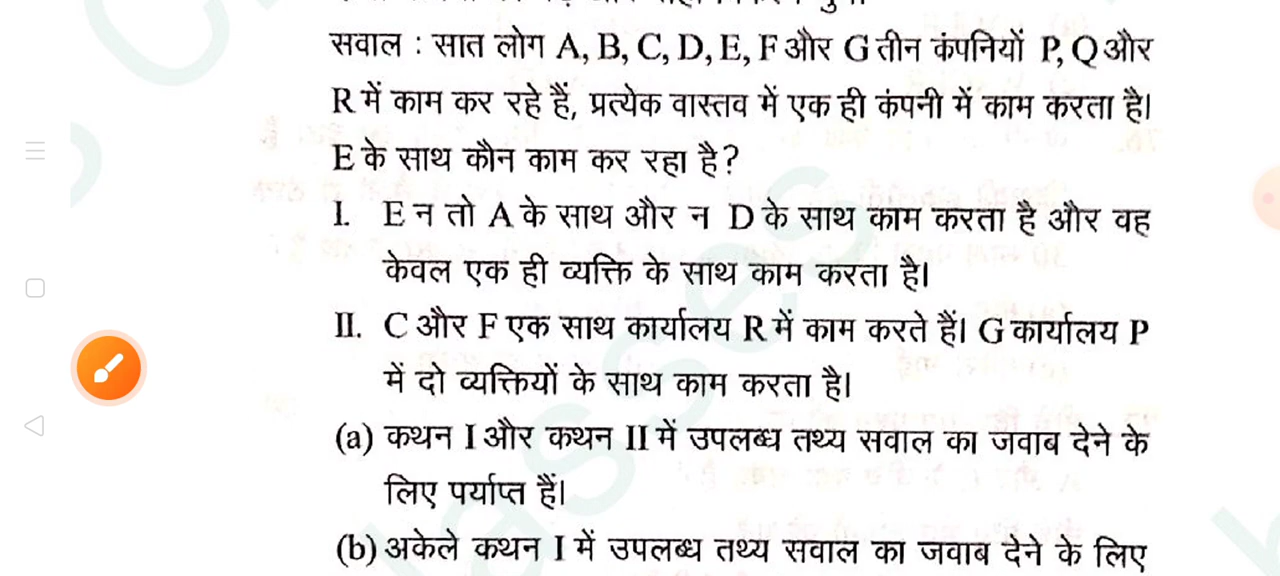 सवाल : सात लोग A, B, C, D, E, F और G तीन कंपनियों P, Q और
R में काम कर रहे हैं, प्रत्येक वास्तव में एक ही कंपनी में काम करता है।
E के साथ कौन काम कर रहा है?
I. E न तो A के साथ और न D के साथ काम करता है और वह
केवल एक ही व्यक्ति के साथ काम करता है।
II. C और F एक साथ कार्यालय R में काम करते हैं। G कार्यालय P
में दो व्यक्तियों के साथ काम करता है।
(a) कथन I और कथन II में उपलब्ध तथ्य सवाल का जवाब देने के
लिए पर्याप्त हैं।
(b) अकेले कथन I में उपलब्ध तथ्य सवाल का जवाब देने के लिए